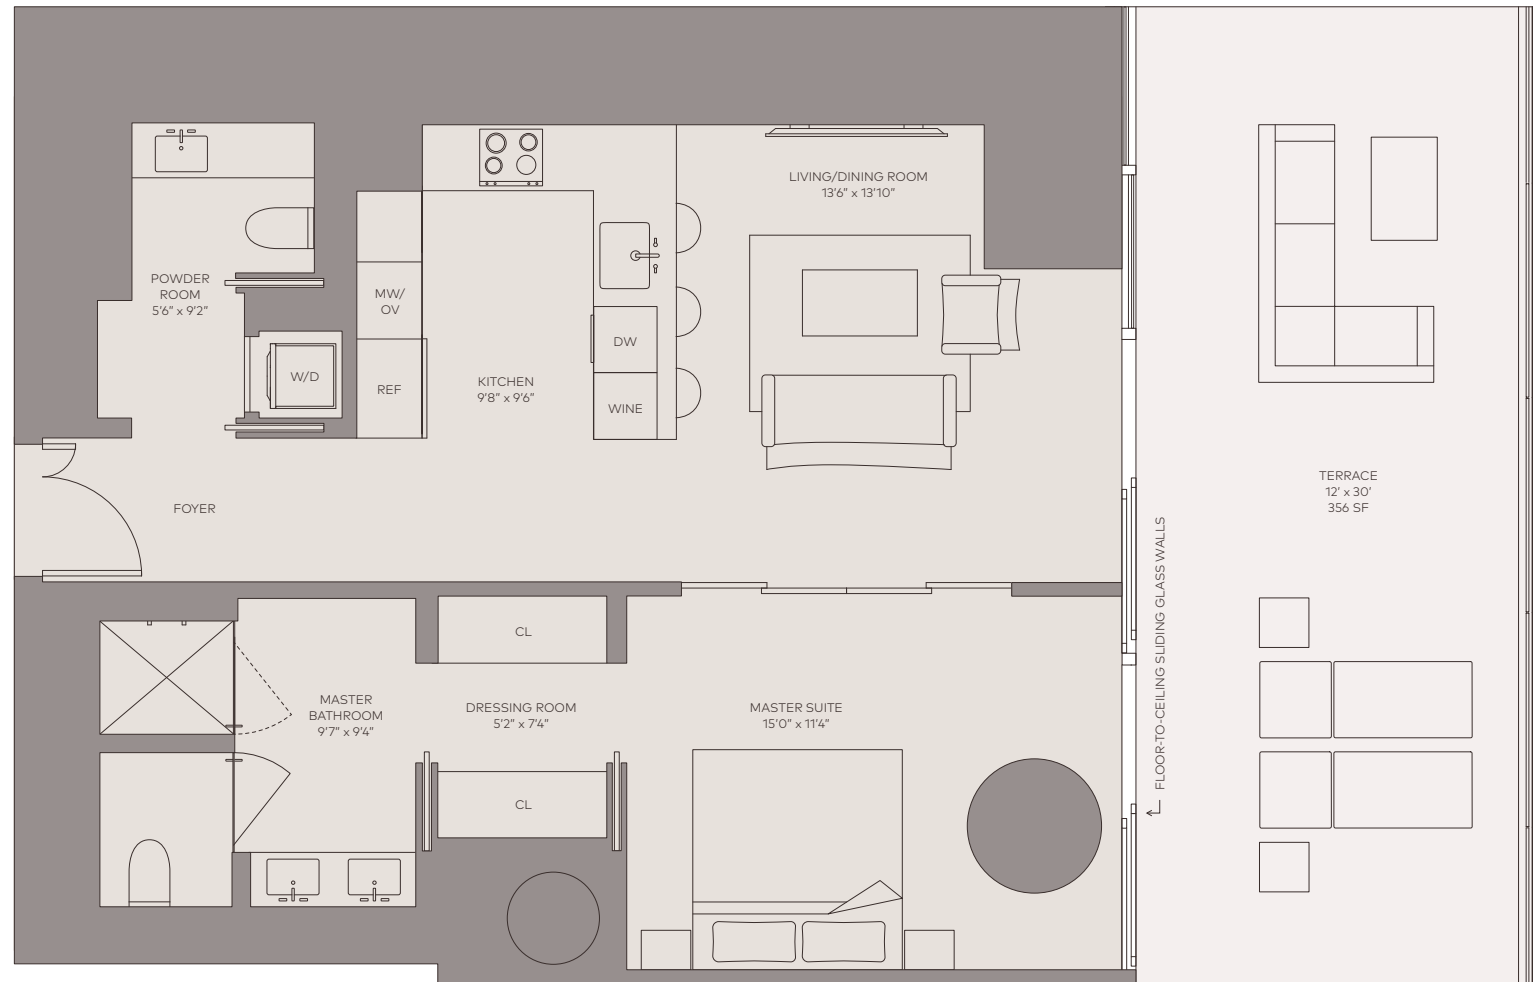 LIVING/DINING ROOM
13'6" x 13'10"
POWDER
ROOM
5'6" x 9'2"
MW/
OV
DW
W/D
REF
KITCHEN
9'8" x 9'6"
WINE
FOYER
TERRACE
12' x 30'
356 SF
FLOOR-TO-CEILING SLIDING GLASS WALLS
CL
MASTER
BATHROOM
9'7" x 9'4"
DRESSING ROOM
5'2" x 7'4"
MASTER SUITE
15'0" x 11'4"
CL